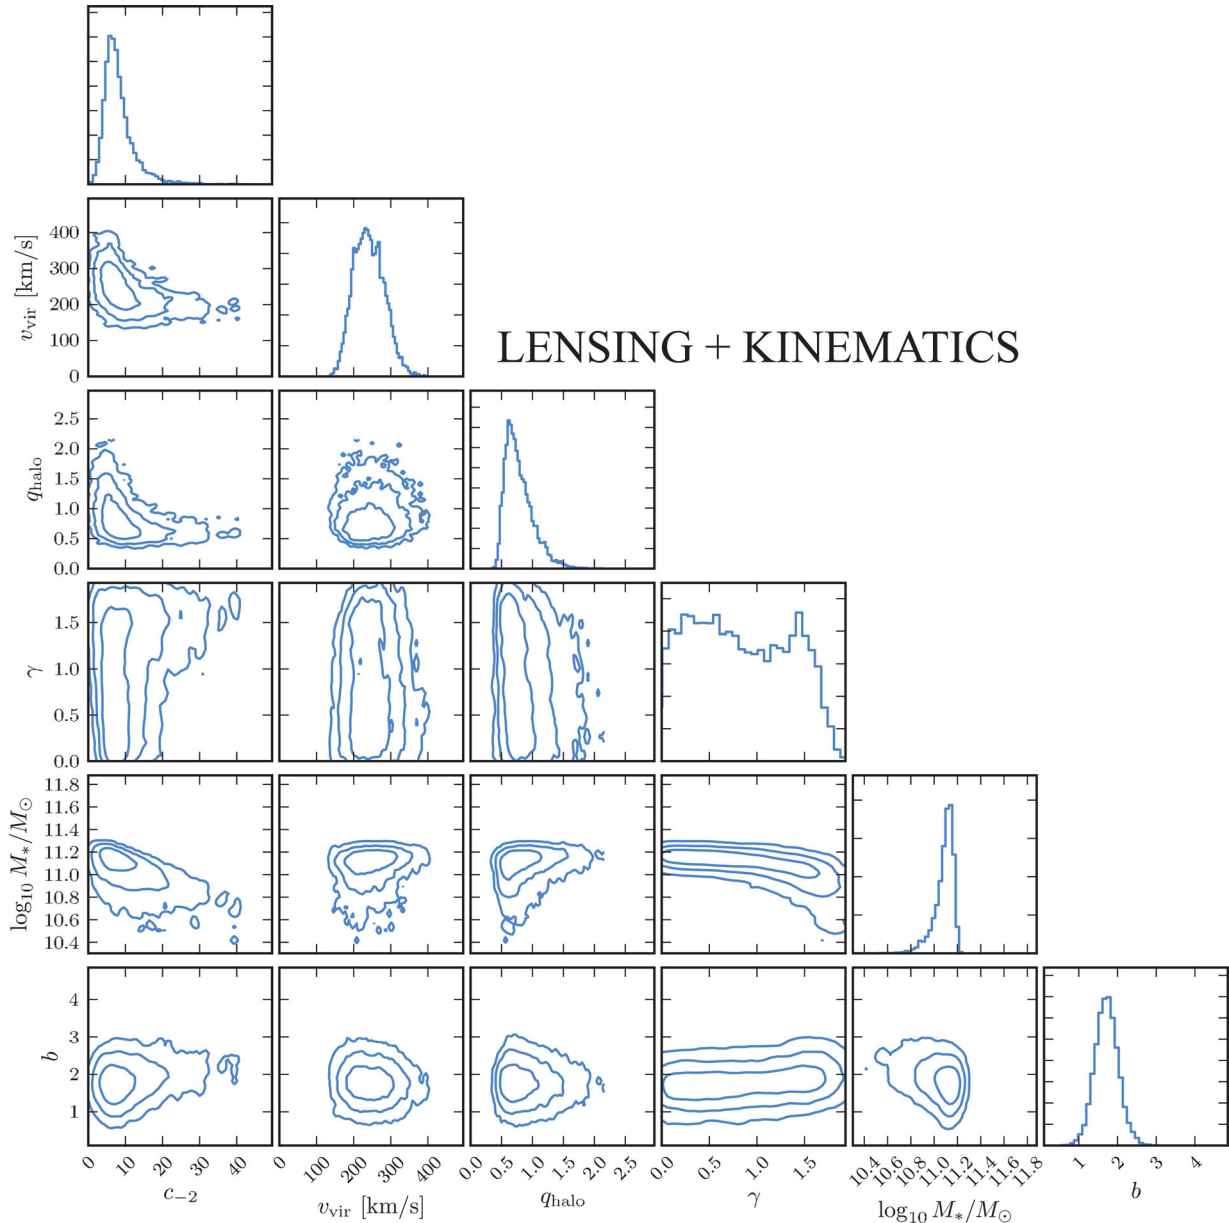 400
300
200
100
0
v_vir [km/s]
LENSING + KINEMATICS
2.5
2.0
1.5
1.0
0.5
0.0
q_halo
1.5
1.0
0.5
0.0
γ
11.8
11.6
11.4
11.2
11.0
10.8
10.6
10.4
log₁₀ M_*/M_⊙
4
3
2
1
b
0 10 20 30 40
0 100 200 300 400
0.0 0.5 1.0 1.5 2.0 2.5
0.0 0.5 1.0 1.5
10.4 10.6 10.8 11.0 11.2 11.4 11.6 11.8
1 2 3 4
c₋₂ v_vir [km/s] q_halo γ log₁₀ M_*/M_⊙ b